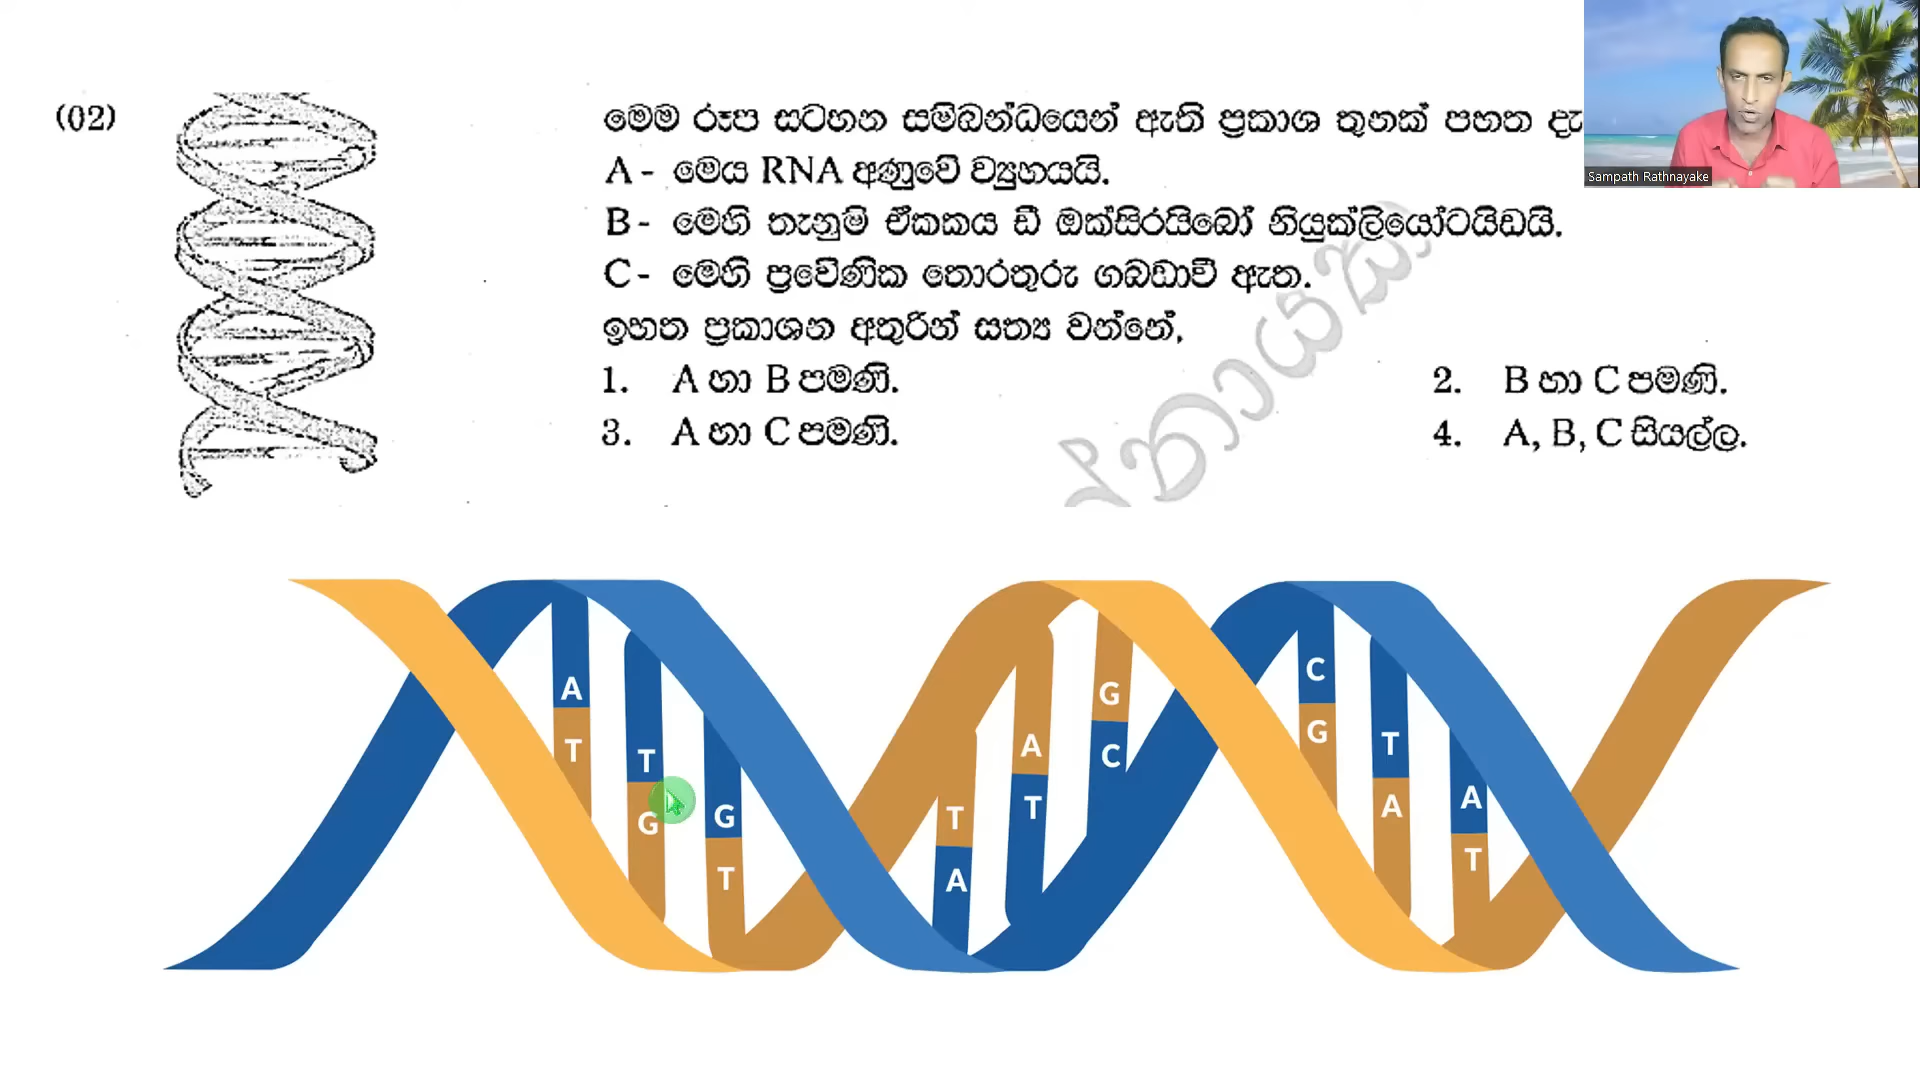 (02)
මෙම රූප සටහන සම්බන්ධයෙන් ඇති ප්‍රකාශ තුනක් පහත
A - මෙය RNA අණුවේ ව්‍යුහයයි.
B - මෙහි තැනුම් ඒකකය ඩී ඔක්සිරයිබෝ නියුක්ලියෝටයිඩයි.
C - මෙහි ප්‍රවේණික තොරතුරු ගබඩාවී ඇත.
ඉහත ප්‍රකාශන අතුරින් සත්‍ය වන්නේ,
1. A හා B පමණි.
2. B හා C පමණි.
3. A හා C පමණි.
4. A, B, C සියල්ල.
Sampath Rathnayake
A T
T G
G T
T A
A T
G C
C G
T A
A T